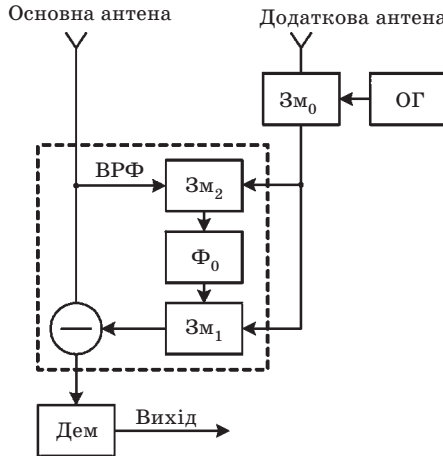 Основна антена
Додаткова антена
Зм₀
ОГ
ВРФ
Зм₂
Ф₀
Зм₁
—
Дем
Вихід